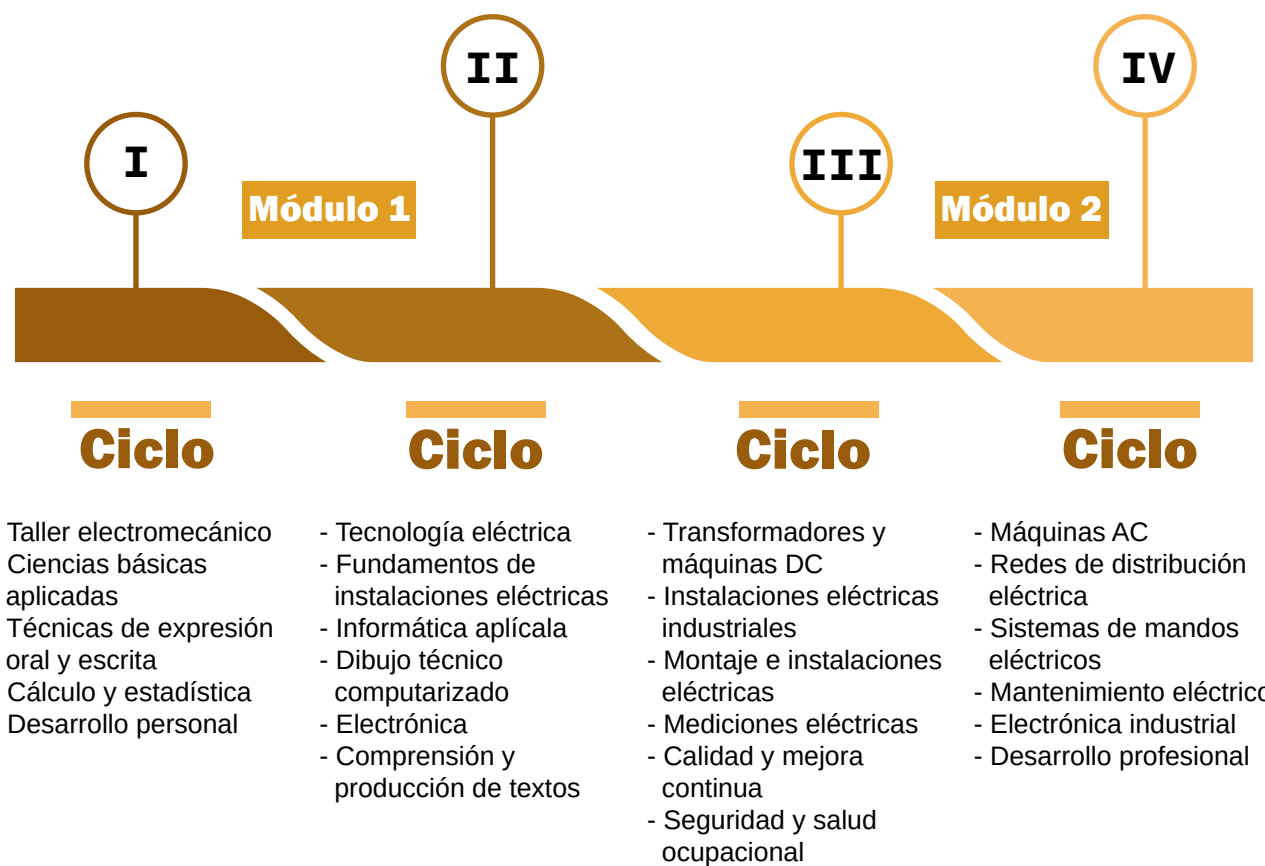 I
II
III
IV
Módulo 1
Módulo 2
Ciclo
Taller electromecánico
Ciencias básicas
aplicadas
Técnicas de expresión
oral y escrita
Cálculo y estadística
Desarrollo personal
Ciclo
- Tecnología eléctrica
- Fundamentos de
instalaciones eléctricas
- Informática aplícala
- Dibujo técnico
computarizado
- Electrónica
- Comprensión y
producción de textos
Ciclo
- Transformadores y
máquinas DC
- Instalaciones eléctricas
industriales
- Montaje e instalaciones
eléctricas
- Mediciones eléctricas
- Calidad y mejora
continua
- Seguridad y salud
ocupacional
Ciclo
- Máquinas AC
- Redes de distribución
eléctrica
- Sistemas de mandos
eléctricos
- Mantenimiento eléctrico
- Electrónica industrial
- Desarrollo profesional